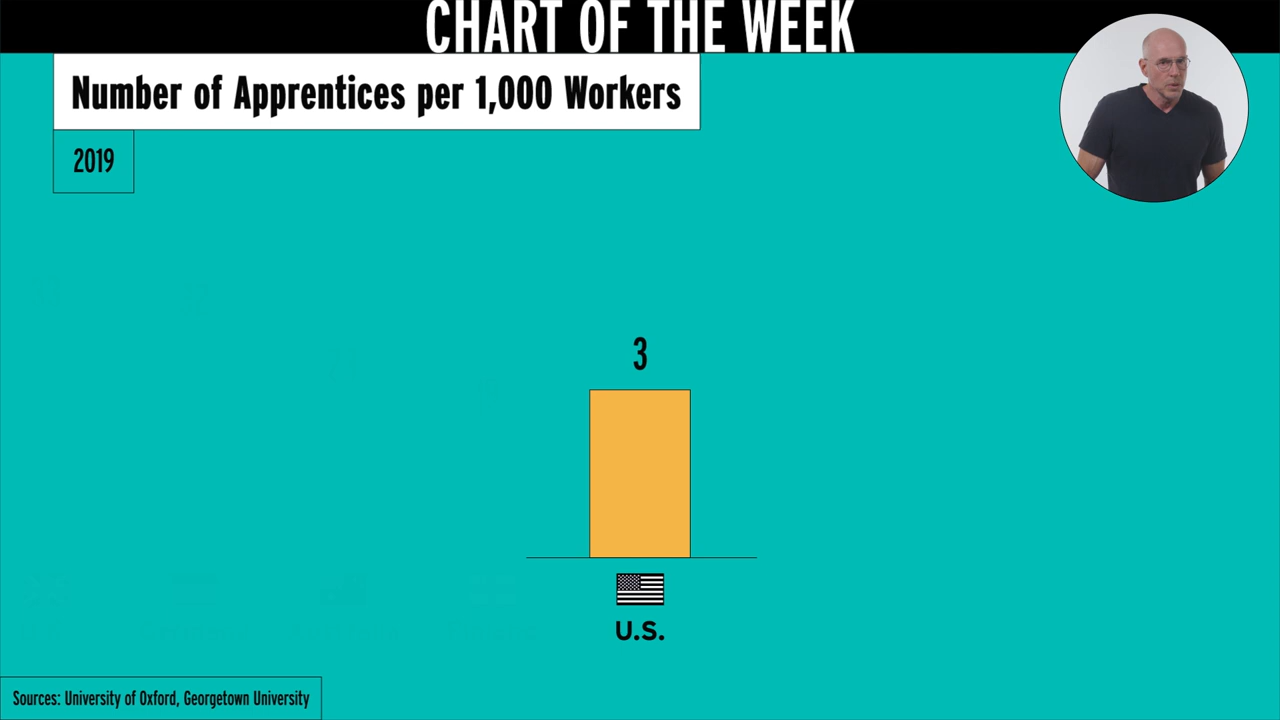 CHART OF THE WEEK
Number of Apprentices per 1,000 Workers
2019
3
U.S.
Sources: University of Oxford, Georgetown University